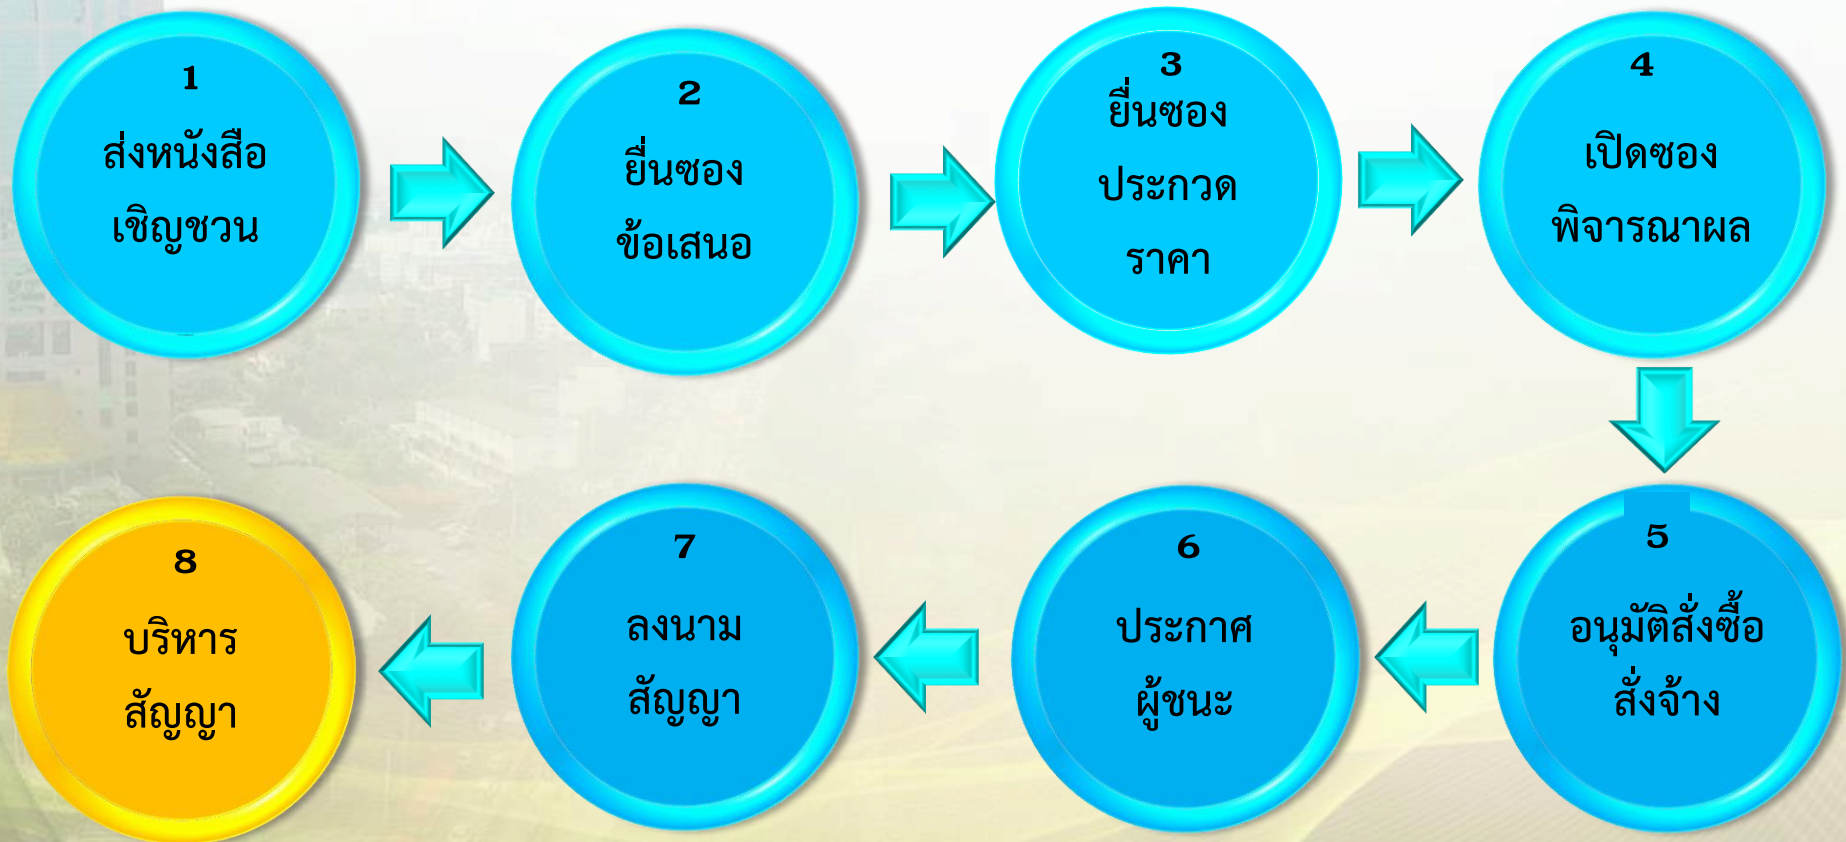 1
ส่งหนังสือ
เชิญชวน
2
ยื่นซอง
ข้อเสนอ
3
ยื่นซอง
ประกวด
ราคา
4
เปิดซอง
พิจารณาผล
5
อนุมัติสั่งซื้อ
สั่งจ้าง
6
ประกาศ
ผู้ชนะ
7
ลงนาม
สัญญา
8
บริหาร
สัญญา